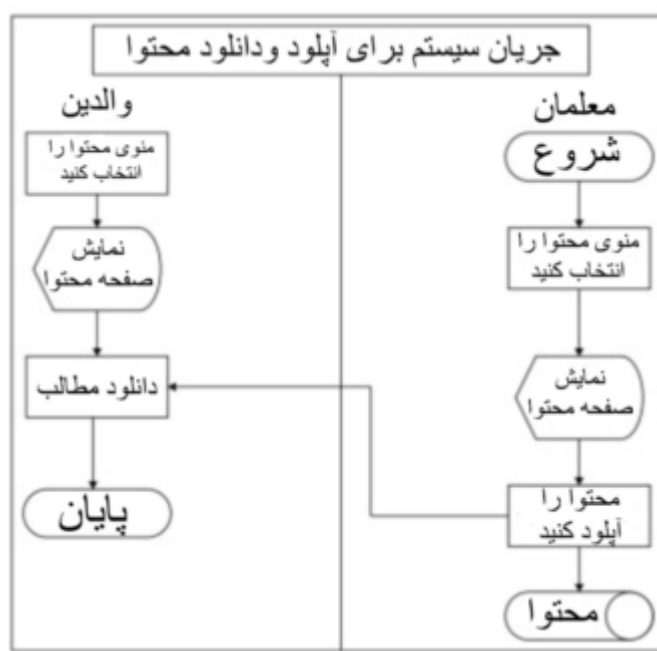 جریان سیستم برای آپلود ودانلود محتوا
معلمان
شروع
منوی محتوا را
انتخاب کنید
نمایش
صفحه محتوا
محتوا را
آپلود کنید
محتوا
والدین
منوی محتوا را
انتخاب کنید
نمایش
صفحه محتوا
دانلود مطالب
پایان